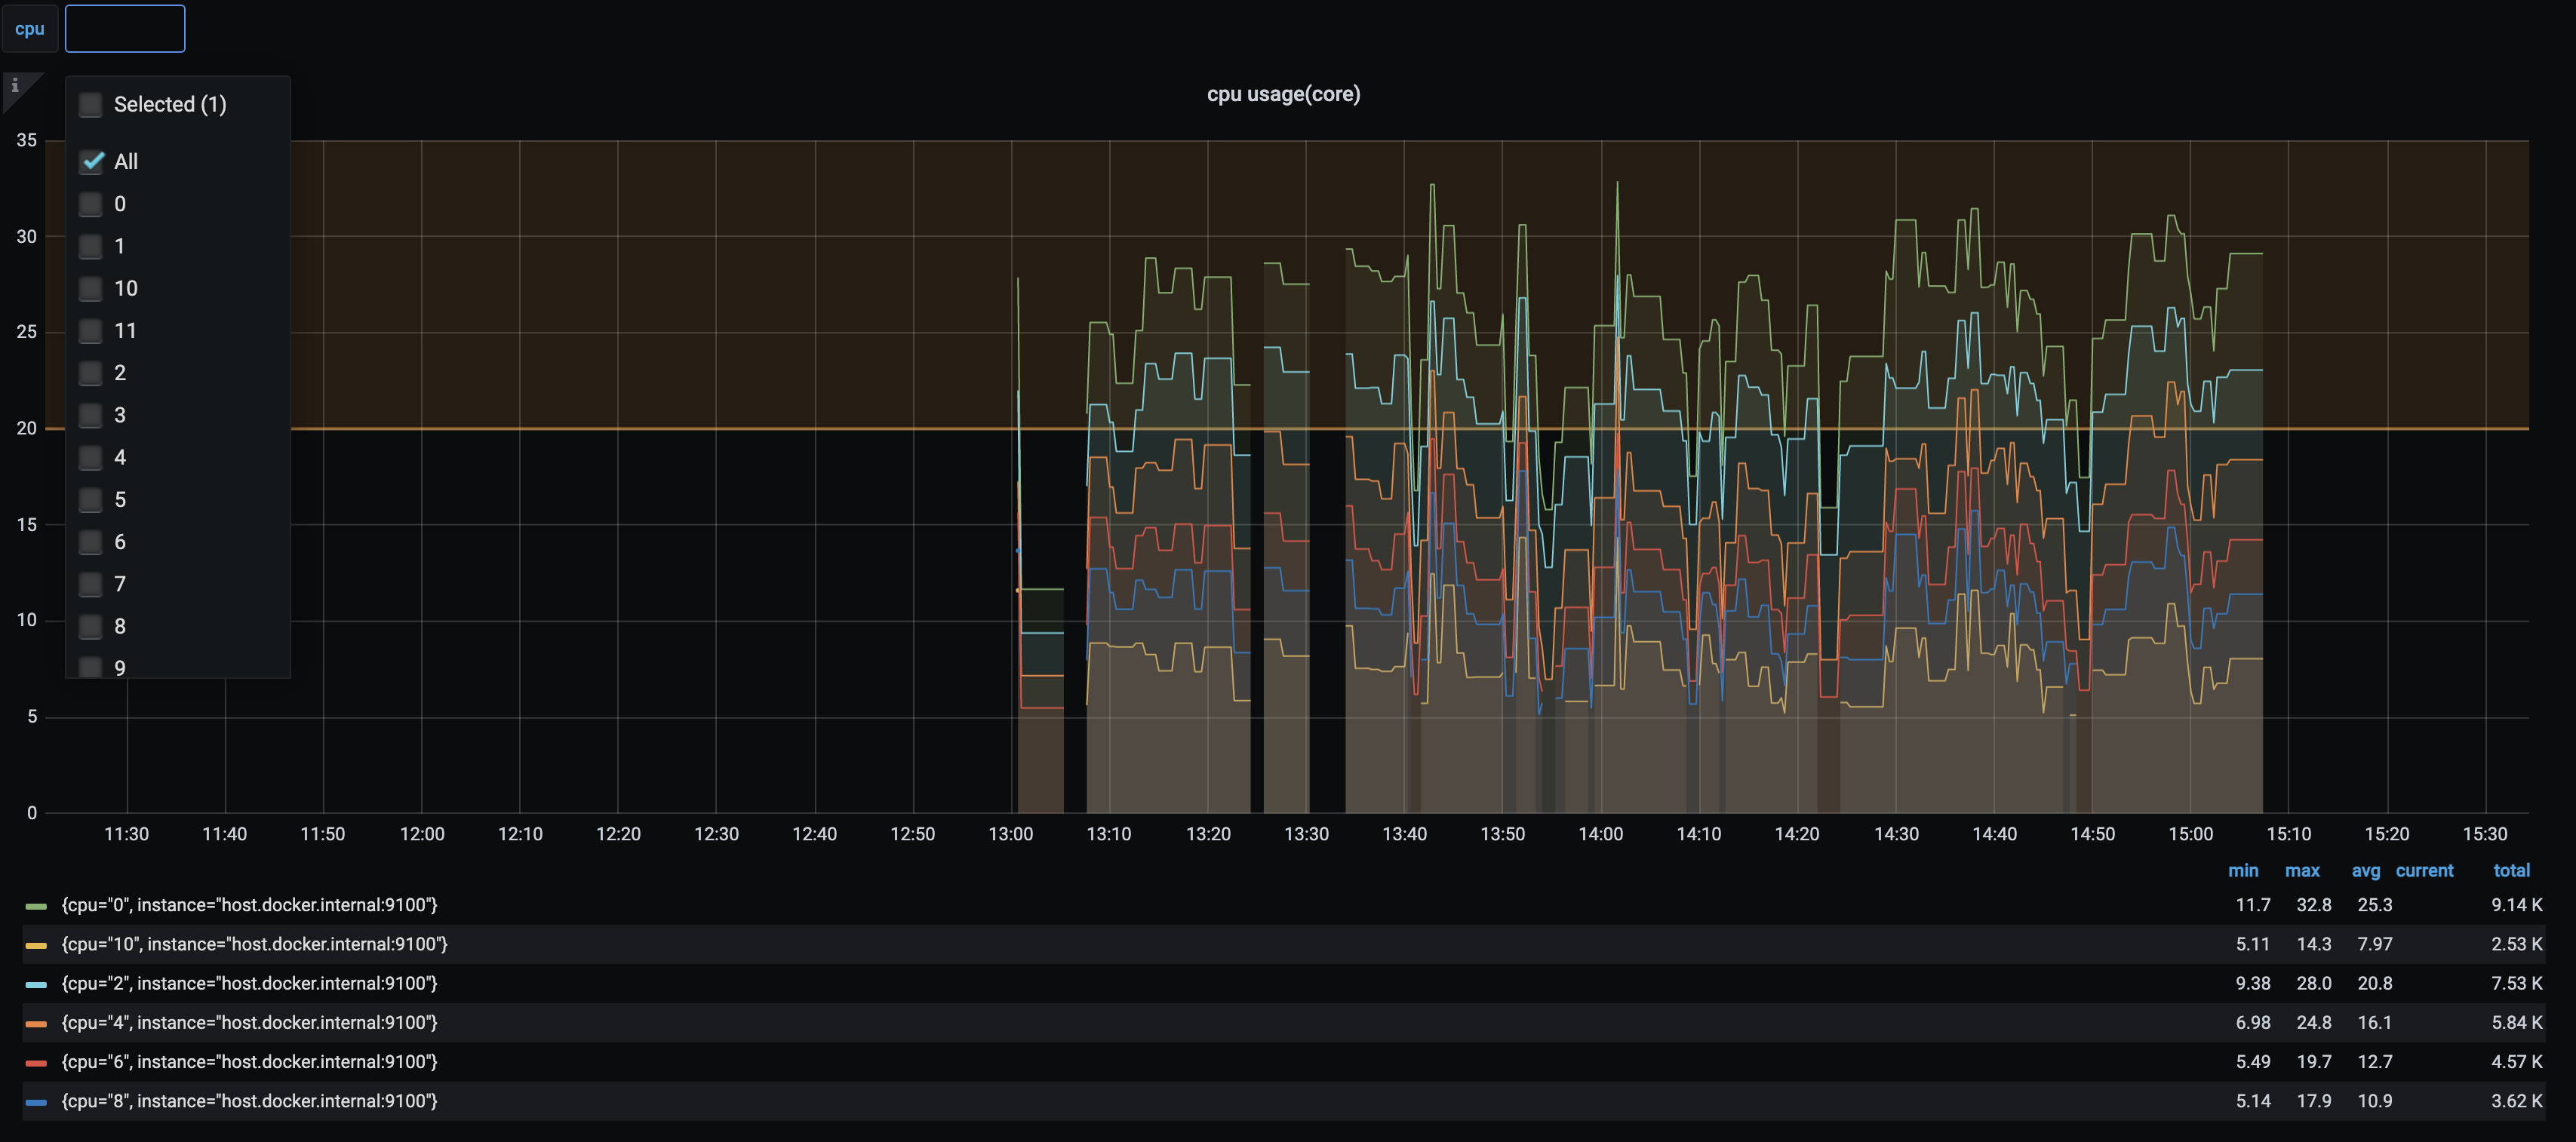 cpu
i
Selected (1)
All
0
1
10
11
2
3
4
5
6
7
8
9
cpu usage(core)
35
30
25
20
15
10
5
0
11:30 11:40 11:50 12:00 12:10 12:20 12:30 12:40 12:50 13:00 13:10 13:20 13:30 13:40 13:50 14:00 14:10 14:20 14:30 14:40 14:50 15:00 15:10 15:20 15:30
min max avg current total
{cpu="0", instance="host.docker.internal:9100"} 11.7 32.8 25.3 9.14 K
{cpu="10", instance="host.docker.internal:9100"} 5.11 14.3 7.97 2.53 K
{cpu="2", instance="host.docker.internal:9100"} 9.38 28.0 20.8 7.53 K
{cpu="4", instance="host.docker.internal:9100"} 6.98 24.8 16.1 5.84 K
{cpu="6", instance="host.docker.internal:9100"} 5.49 19.7 12.7 4.57 K
{cpu="8", instance="host.docker.internal:9100"} 5.14 17.9 10.9 3.62 K